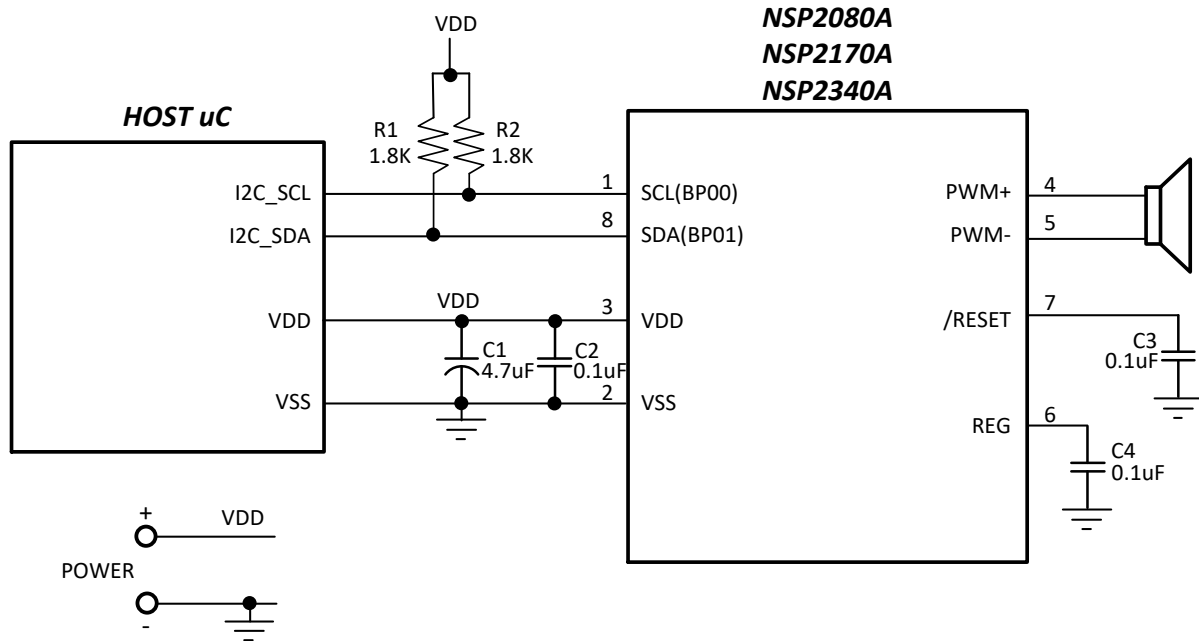 NSP2080A
NSP2170A
NSP2340A
VDD
HOST uC
R1
1.8K
R2
1.8K
I2C_SCL
1
SCL(BP00)
PWM+
4
I2C_SDA
8
SDA(BP01)
PWM-
5
VDD
VDD
3
VDD
/RESET
7
C1
4.7uF
C2
0.1uF
C3
0.1uF
VSS
2
VSS
REG
6
C4
0.1uF
+
VDD
POWER
-